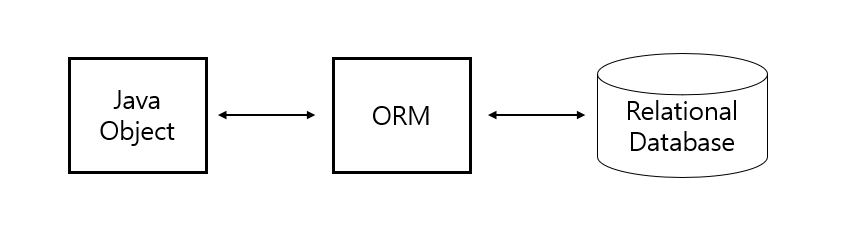 Java
Object
ORM
Relational
Database